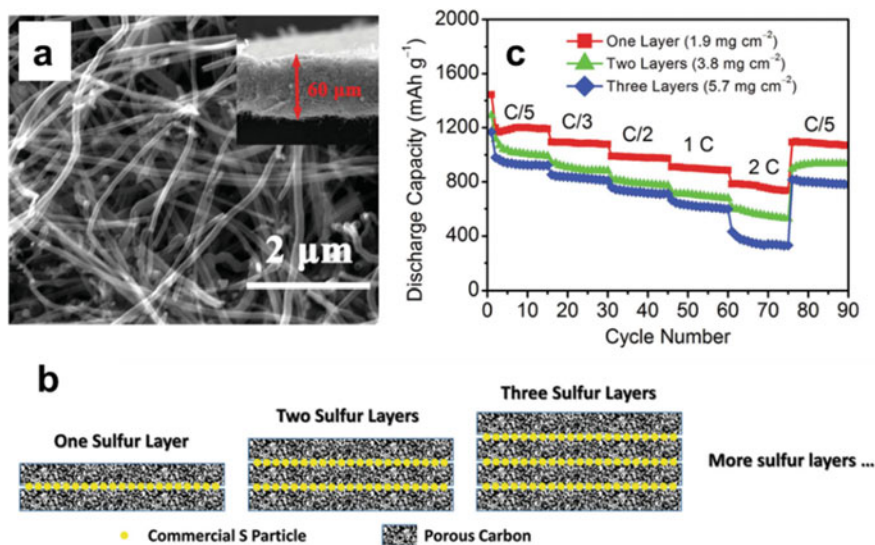 a
60 µm
2 µm
c
Discharge Capacity (mAh g⁻¹)
2000
1600
1200
800
400
0
One Layer (1.9 mg cm⁻²)
Two Layers (3.8 mg cm⁻²)
Three Layers (5.7 mg cm⁻²)
C/5
C/3
C/2
1 C
2 C
C/5
0 10 20 30 40 50 60 70 80 90
Cycle Number
b
One Sulfur Layer
Two Sulfur Layers
Three Sulfur Layers
More sulfur layers ...
Commercial S Particle
Porous Carbon